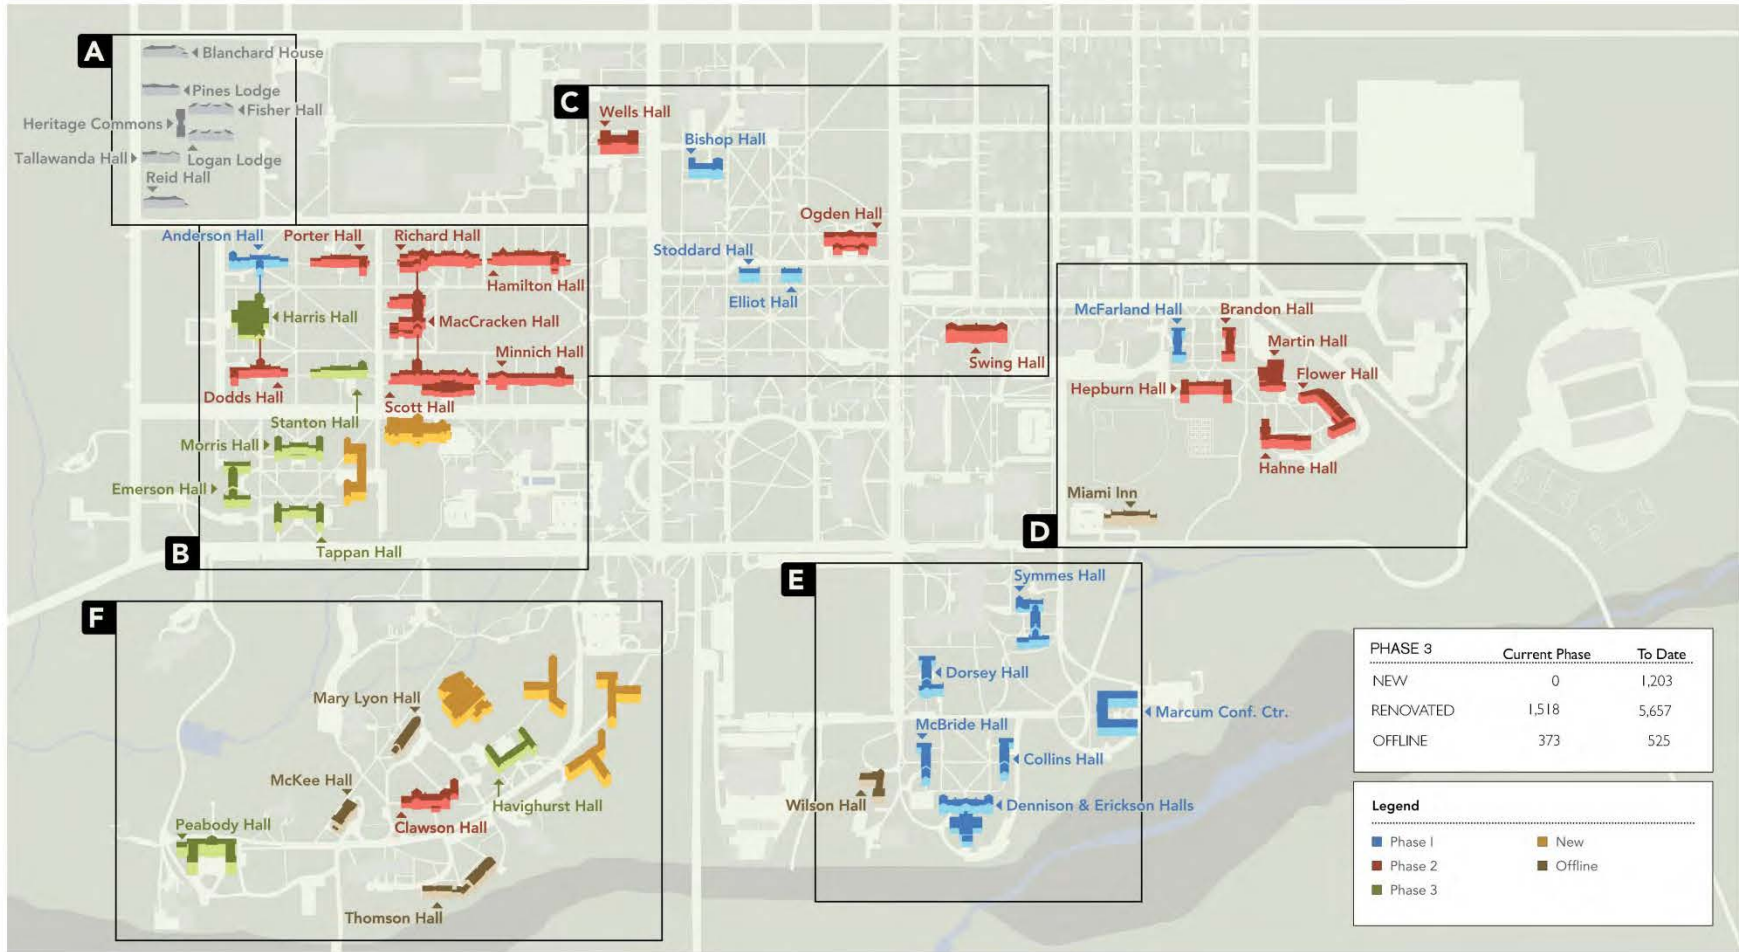 A
Blanchard House
Pines Lodge
Fisher Hall
Heritage Commons
Tallawanda Hall
Logan Lodge
Reid Hall
C
Wells Hall
Bishop Hall
Ogden Hall
Stoddard Hall
Elliot Hall
Swing Hall
Anderson Hall
Porter Hall
Richard Hall
Hamilton Hall
Harris Hall
MacCracken Hall
Minnich Hall
Dodds Hall
Scott Hall
Stanton Hall
Morris Hall
Emerson Hall
Tappan Hall
B
McFarland Hall
Brandon Hall
Martin Hall
Flower Hall
Hepburn Hall
Hahne Hall
Miami Inn
D
E
Symmes Hall
Dorsey Hall
Marcum Conf. Ctr.
McBride Hall
Collins Hall
Wilson Hall
Dennison & Erickson Halls
F
Mary Lyon Hall
McKee Hall
Havighurst Hall
Clawson Hall
Peabody Hall
Thomson Hall
PHASE 3 Current Phase To Date
NEW 0 1,203
RENOVATED 1,518 5,657
OFFLINE 373 525
Legend
Phase 1 New
Phase 2 Offline
Phase 3